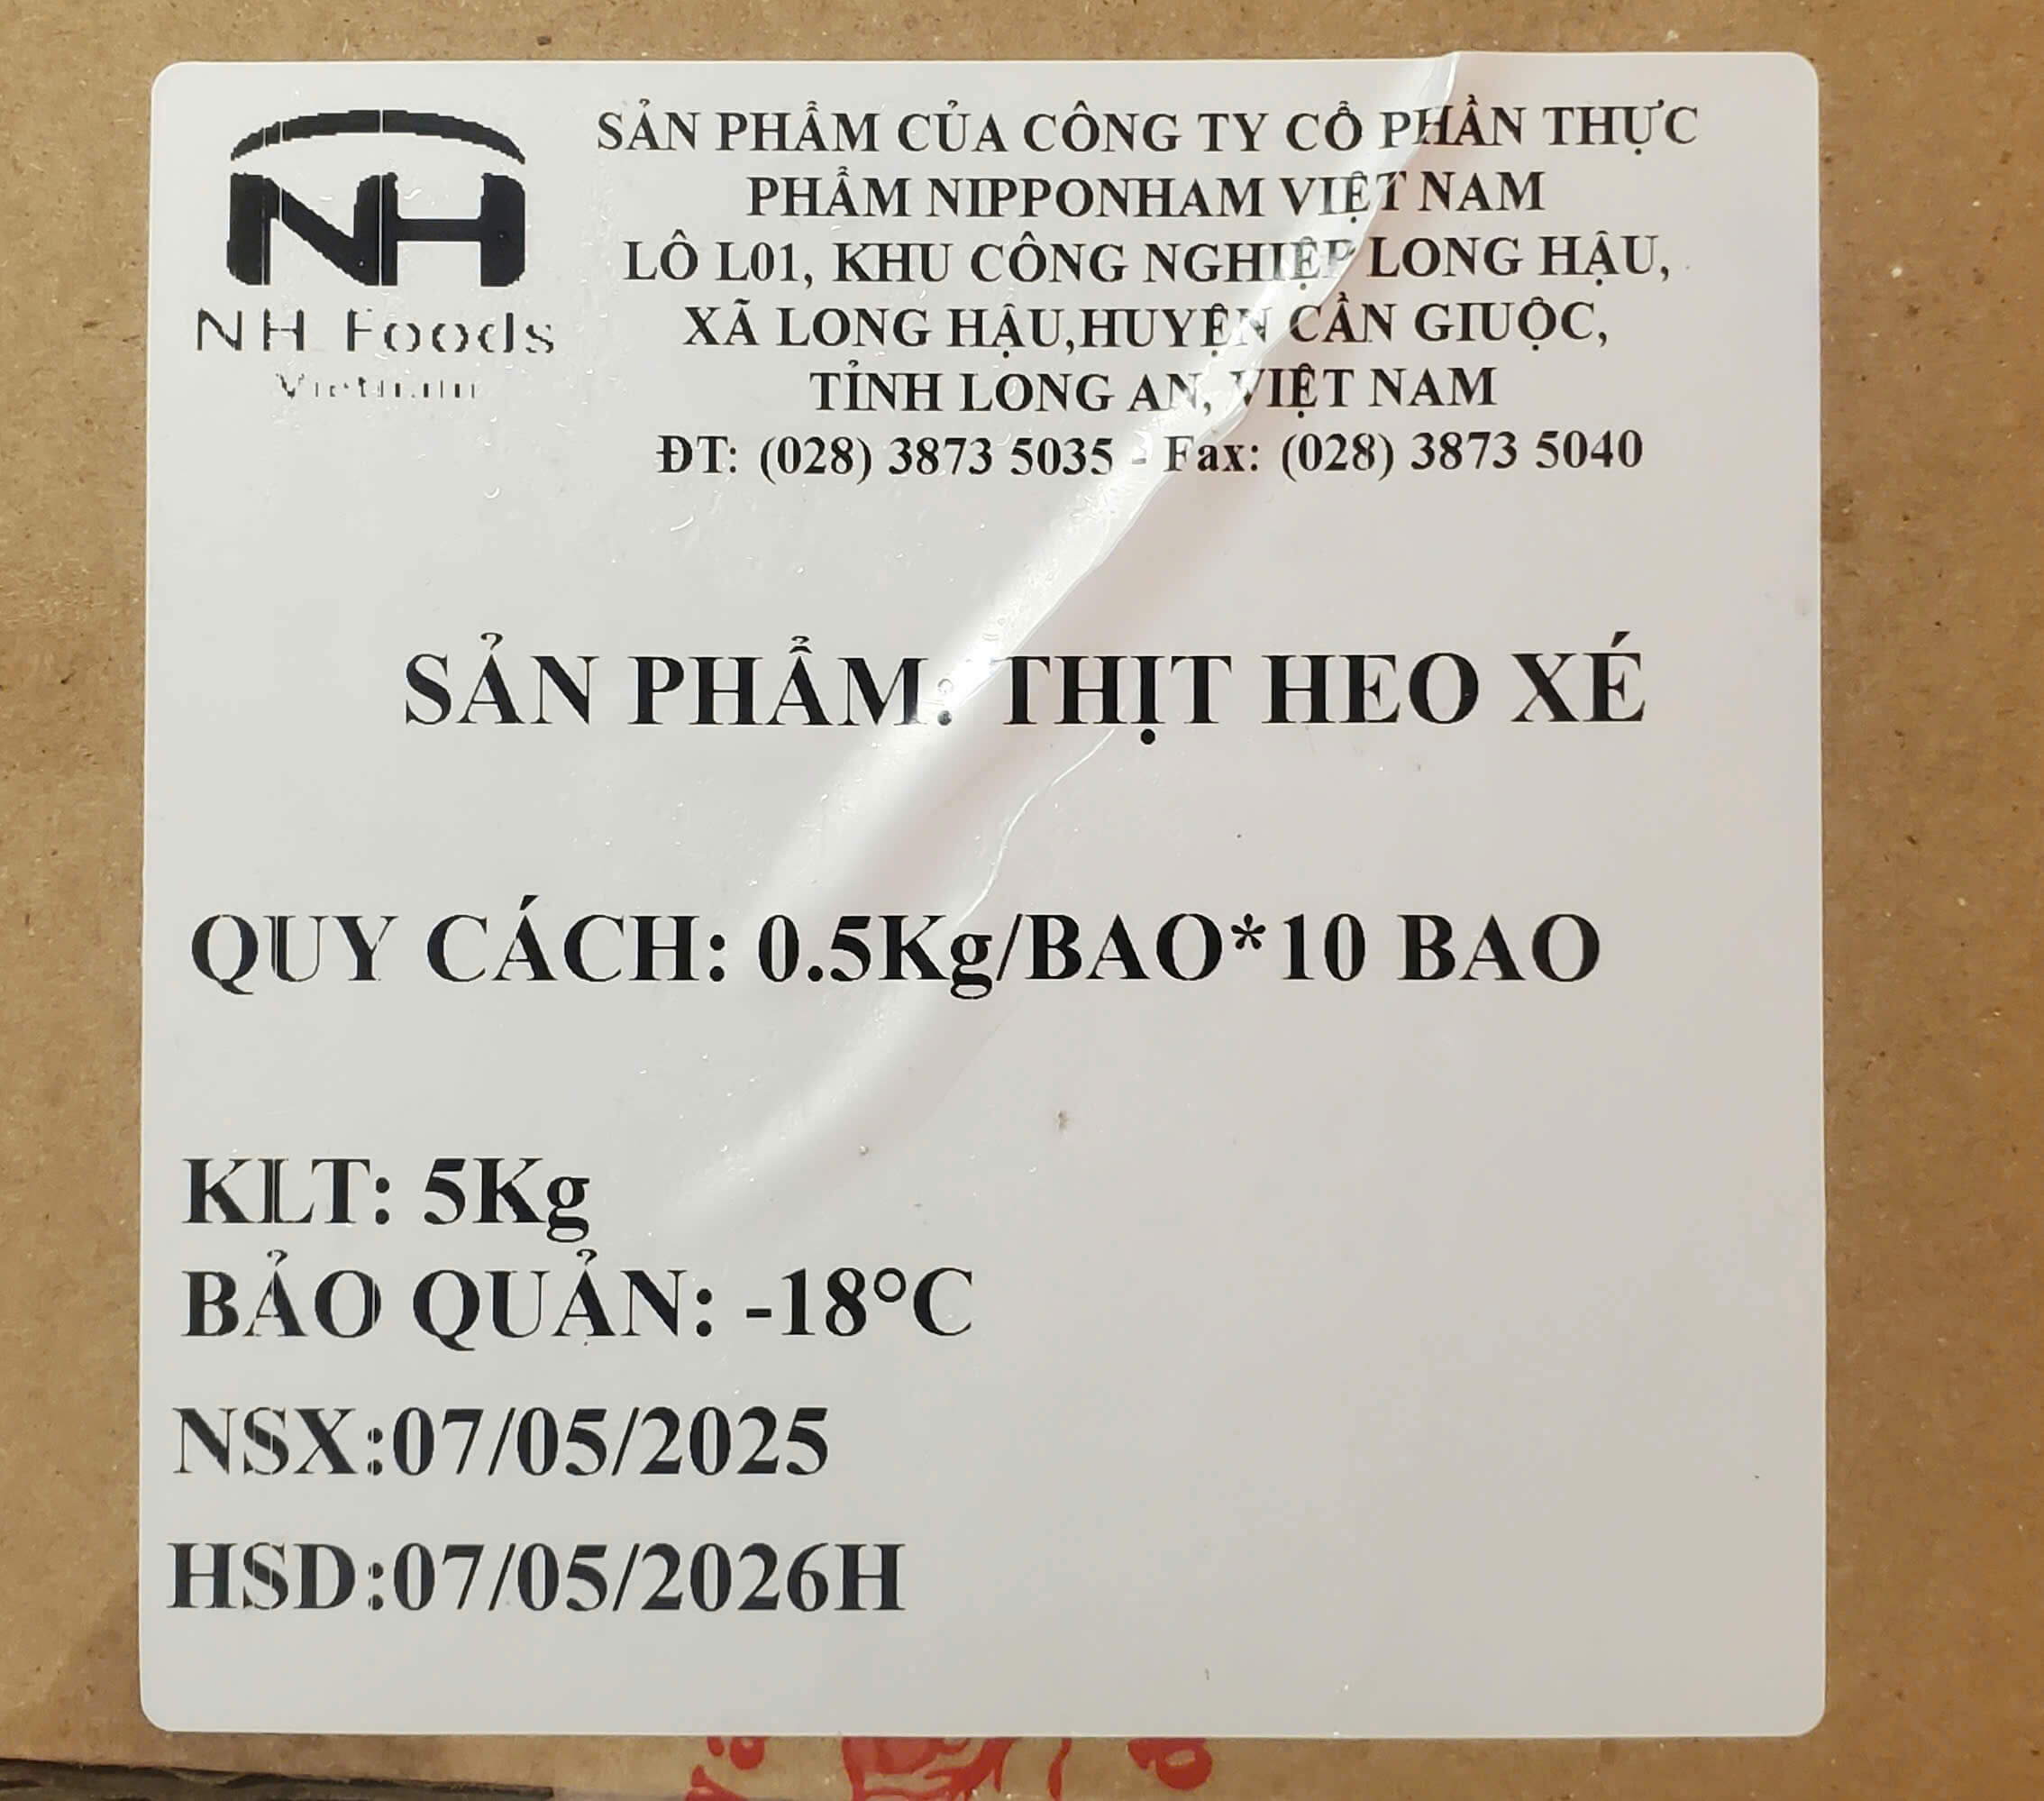 NH
NH Foods
Vietnam
SẢN PHẨM CỦA CÔNG TY CỔ PHẦN THỰC
PHẨM NIPPONHAM VIỆT NAM
LÔ L01, KHU CÔNG NGHIỆP LONG HẬU,
XÃ LONG HẬU,HUYỆN CẦN GIUỘC,
TỈNH LONG AN, VIỆT NAM
ĐT: (028) 3873 5035 - Fax: (028) 3873 5040
SẢN PHẨM: THỊT HEO XÉ
QUY CÁCH: 0.5Kg/BAO*10 BAO
KLT: 5Kg
BẢO QUẢN: -18°C
NSX:07/05/2025
HSD:07/05/2026H